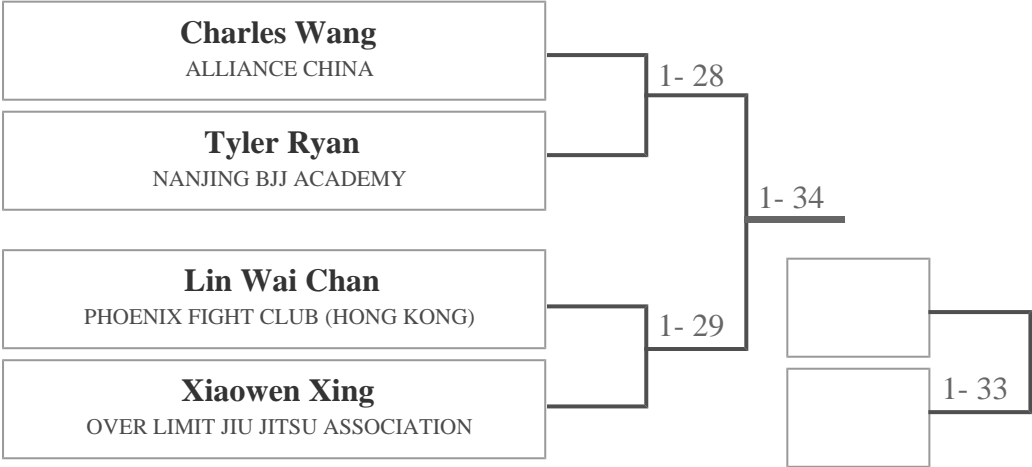 Charles Wang
ALLIANCE CHINA
1- 28
Tyler Ryan
NANJING BJJ ACADEMY
1- 34
Lin Wai Chan
PHOENIX FIGHT CLUB (HONG KONG)
1- 29
Xiaowen Xing
OVER LIMIT JIU JITSU ASSOCIATION
1- 33